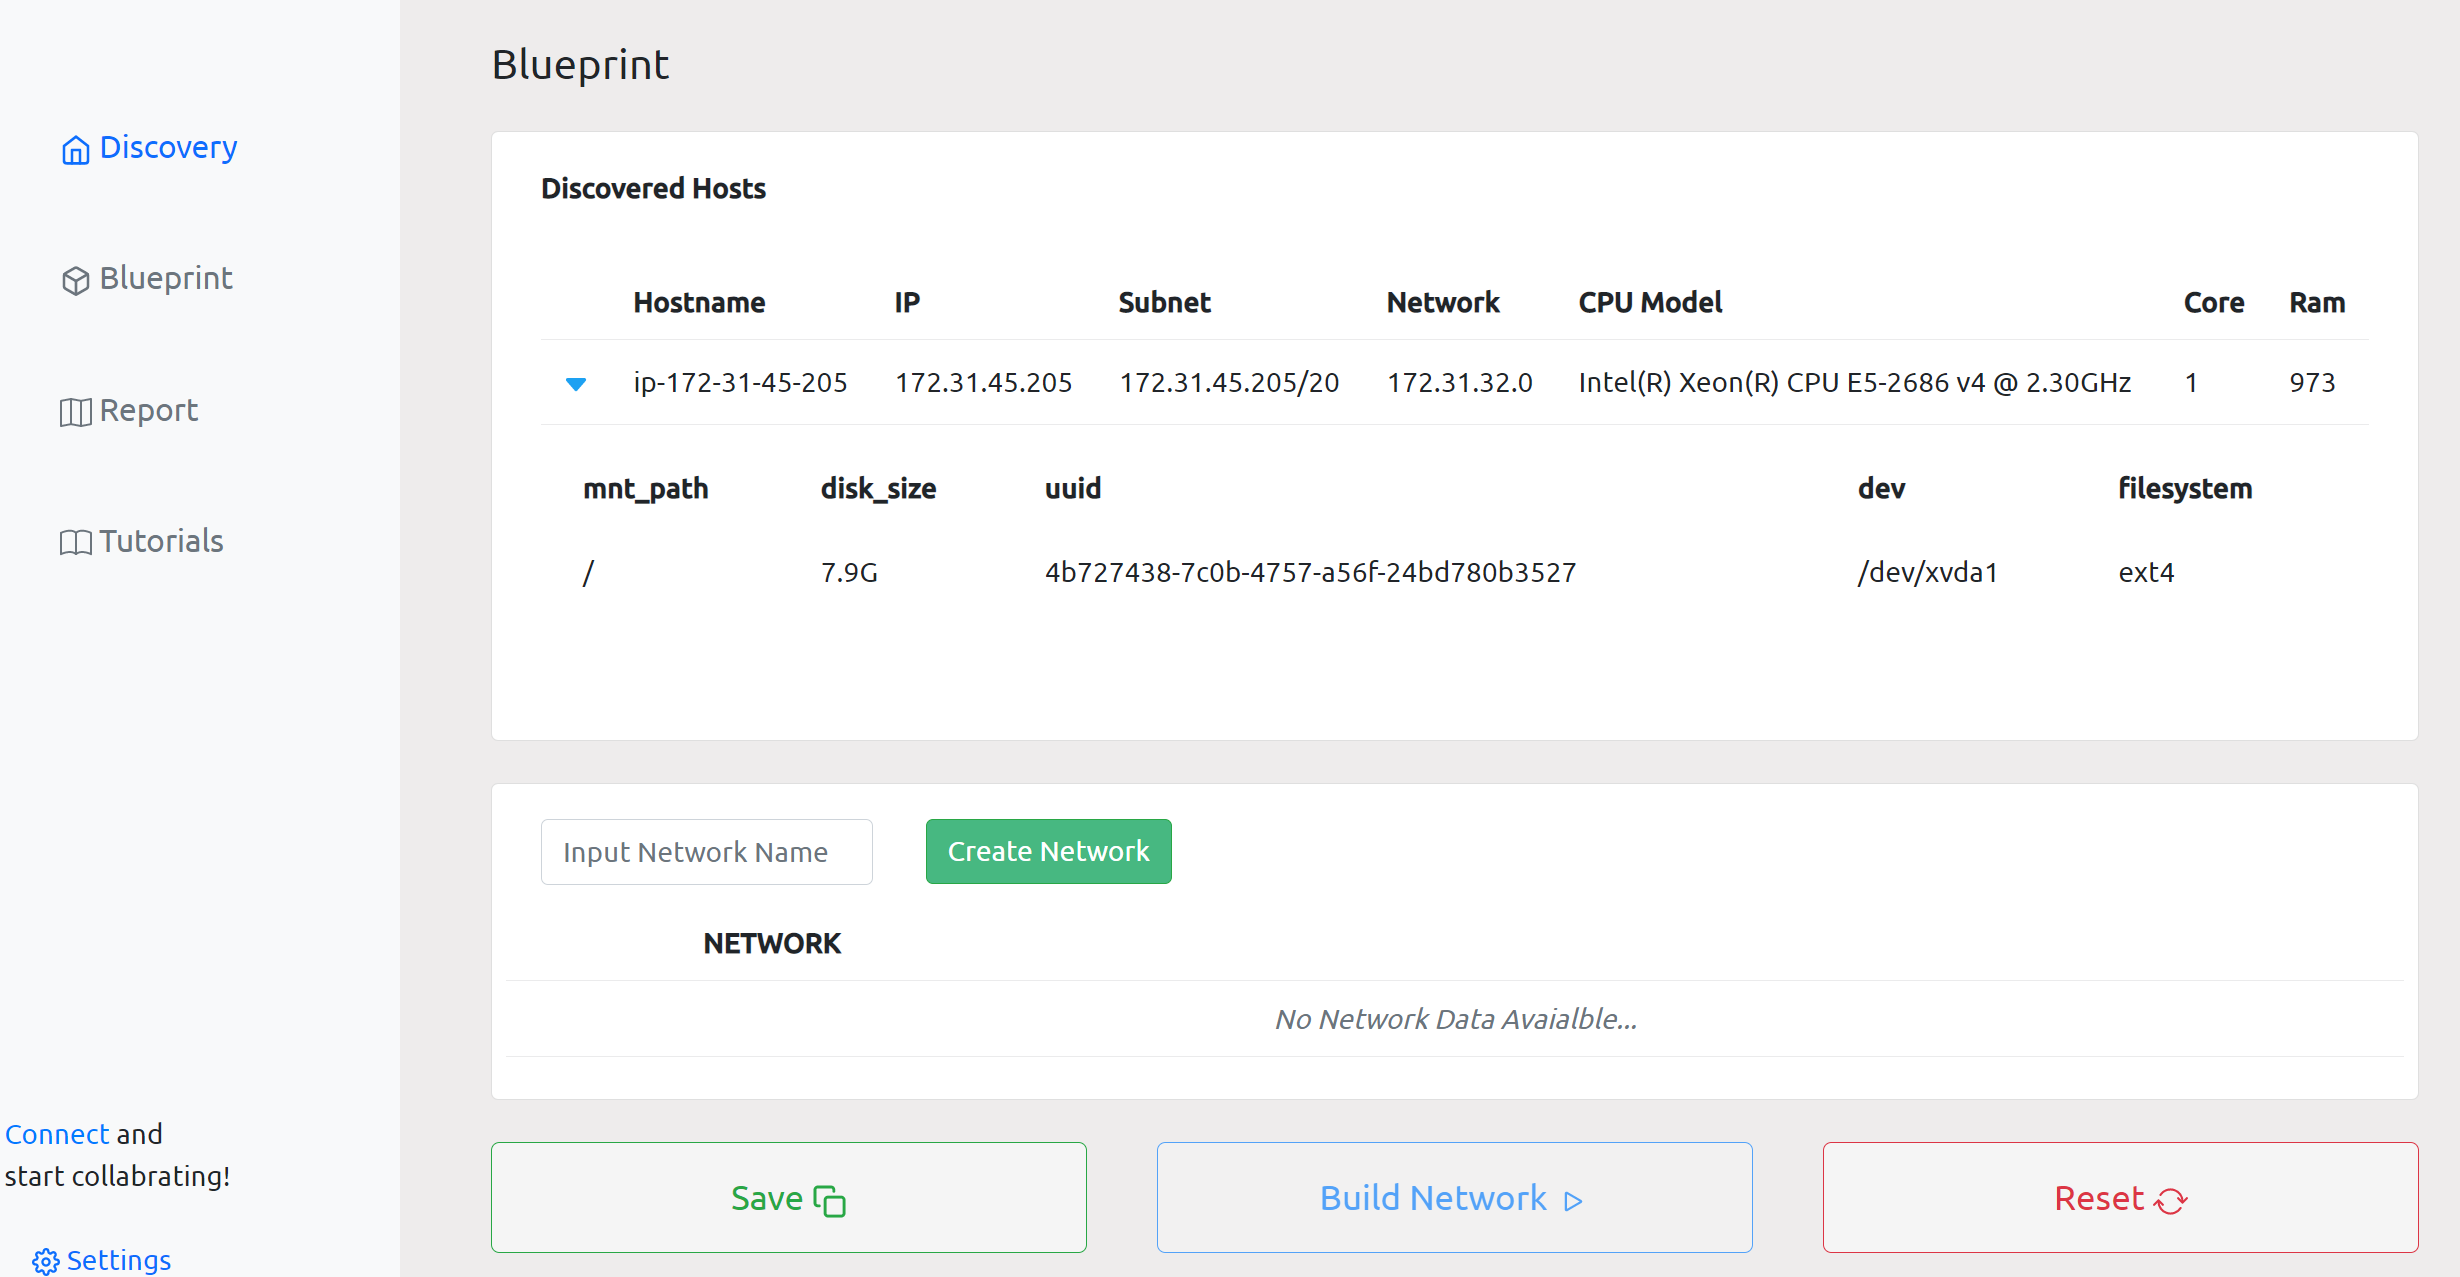 Discovery
Blueprint
Report
Tutorials
Connect and
start collabrating!
Settings
Blueprint
Discovered Hosts
Hostname IP Subnet Network CPU Model Core Ram
ip-172-31-45-205 172.31.45.205 172.31.45.205/20 172.31.32.0 Intel(R) Xeon(R) CPU E5-2686 v4 @ 2.30GHz 1 973
mnt_path disk_size uuid dev filesystem
/ 7.9G 4b727438-7c0b-4757-a56f-24bd780b3527 /dev/xvda1 ext4
Input Network Name Create Network
NETWORK
No Network Data Avaialble...
Save Build Network Reset